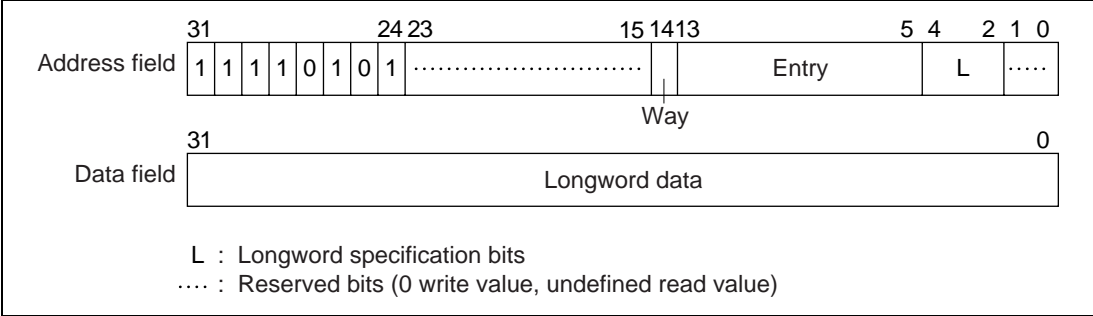 31 24 23 15 14 13 5 4 2 1 0
Address field 1 1 1 1 0 1 0 1 ........................... Entry L .....
Way
31 0
Data field Longword data
L : Longword specification bits
.... : Reserved bits (0 write value, undefined read value)